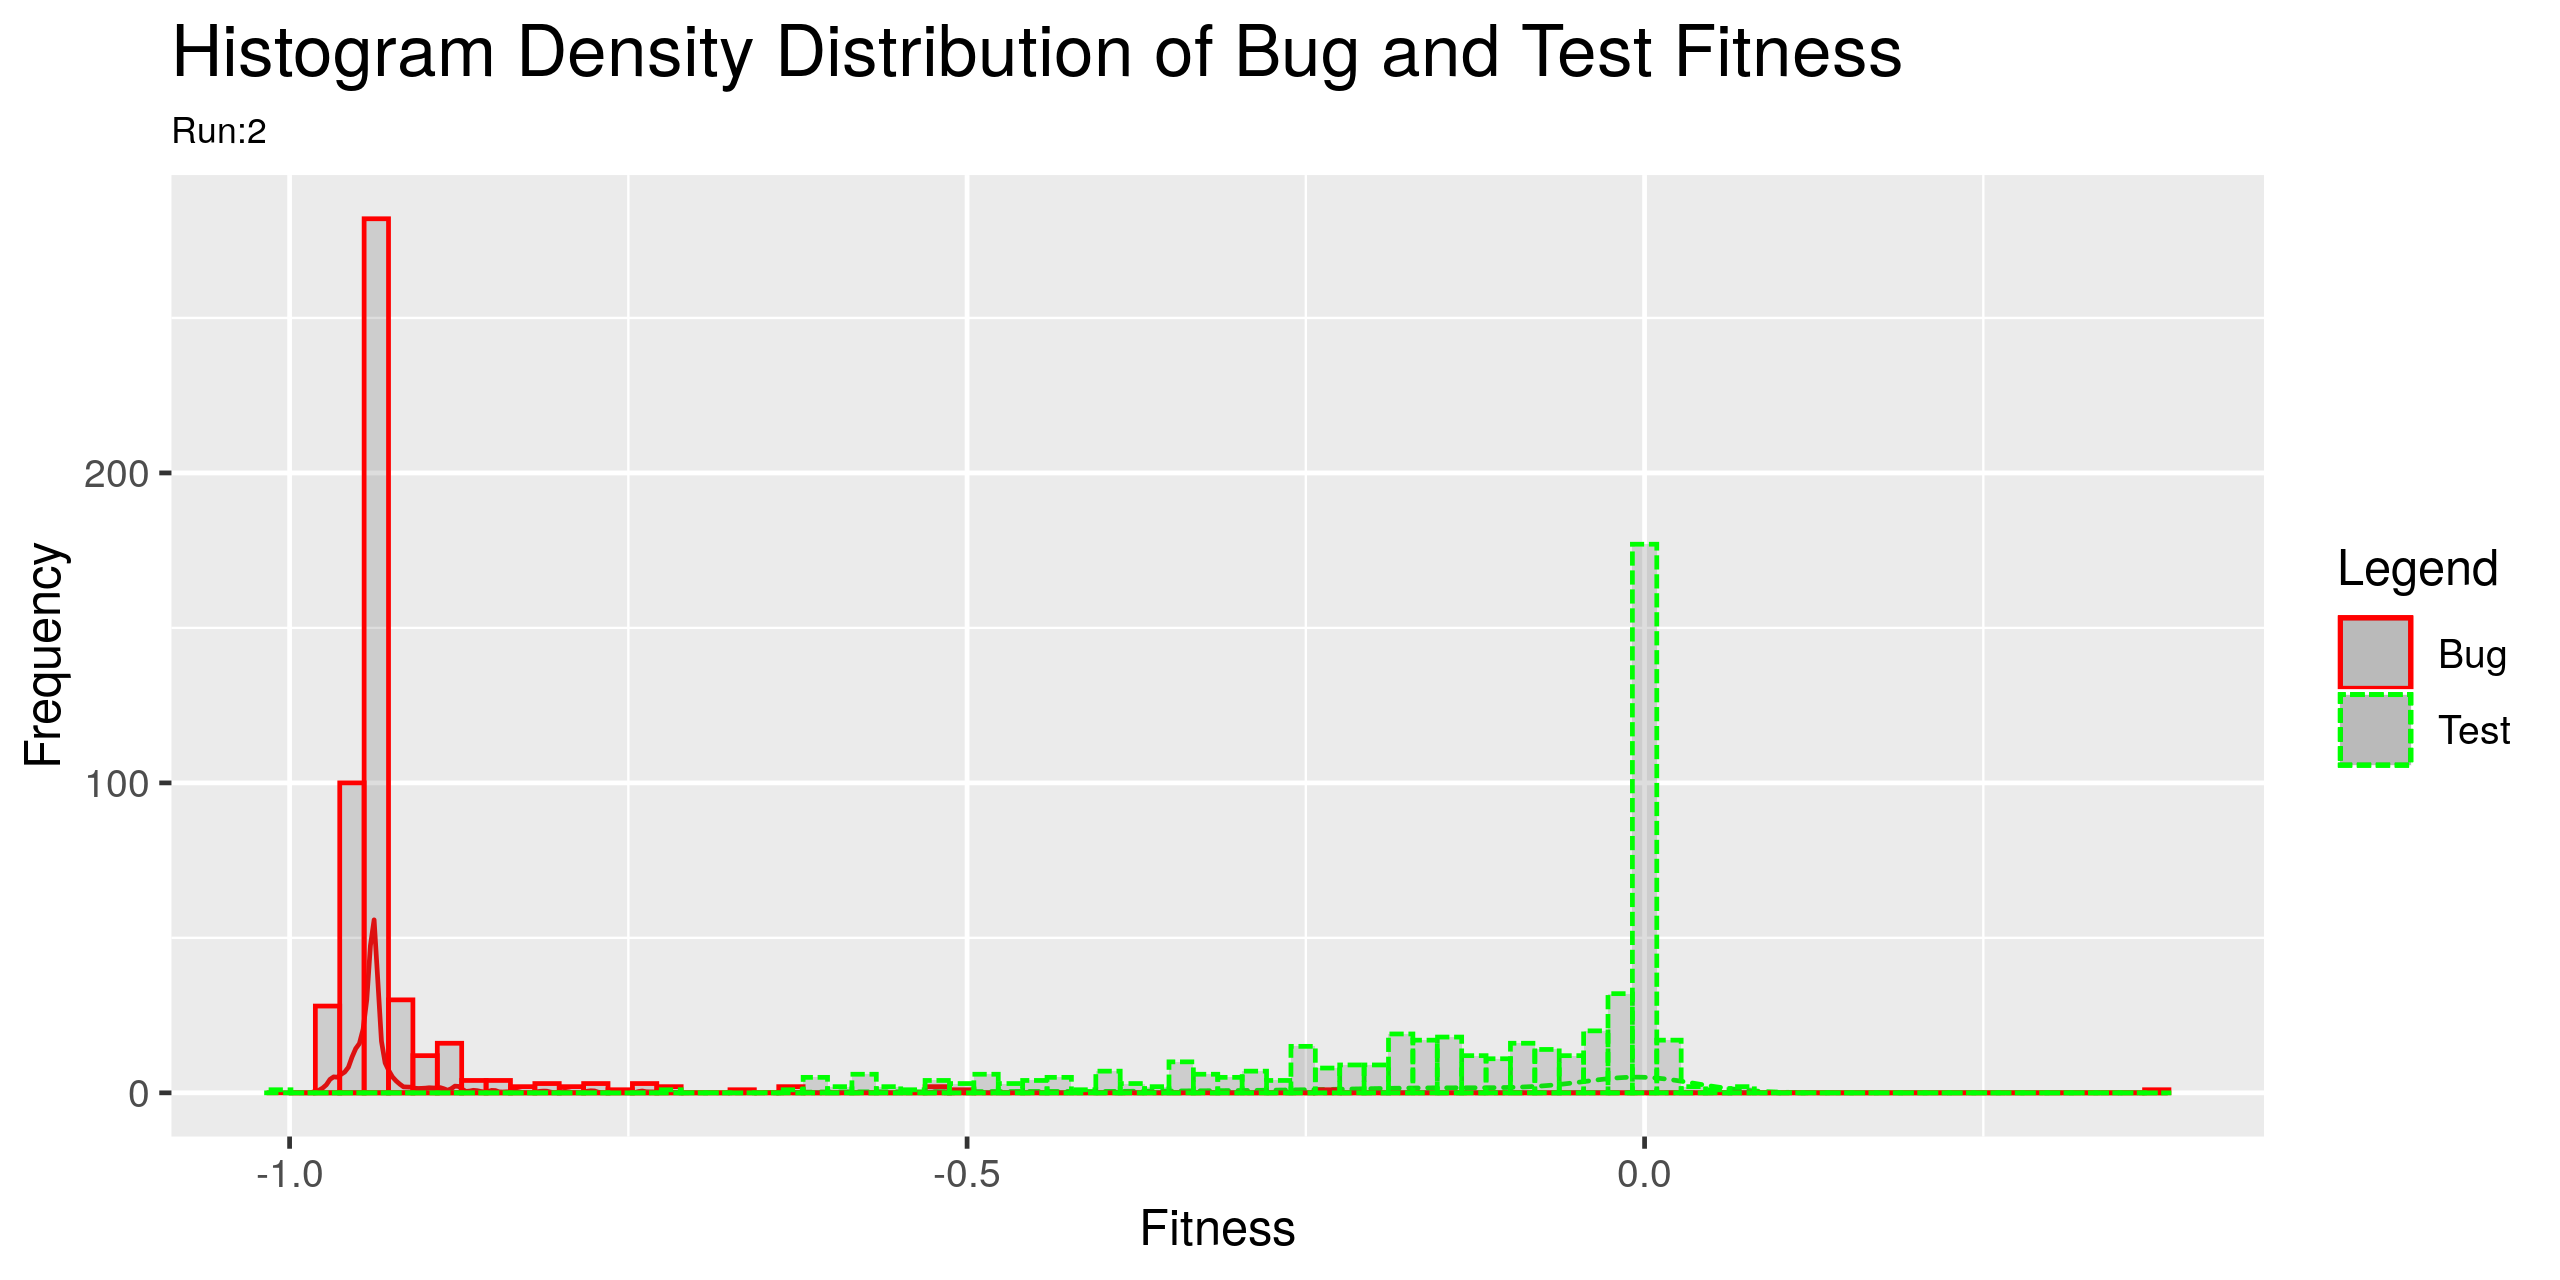 Histogram Density Distribution of Bug and Test Fitness
Run:2
Frequency
200
100
0
-1.0
-0.5
0.0
Fitness
Legend
Bug
Test